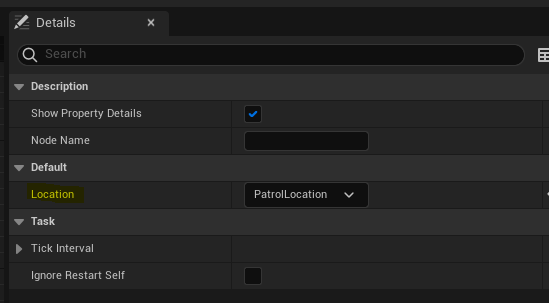 Details
Search
Description
Show Property Details
Node Name
Default
Location PatrolLocation
Task
Tick Interval
Ignore Restart Self